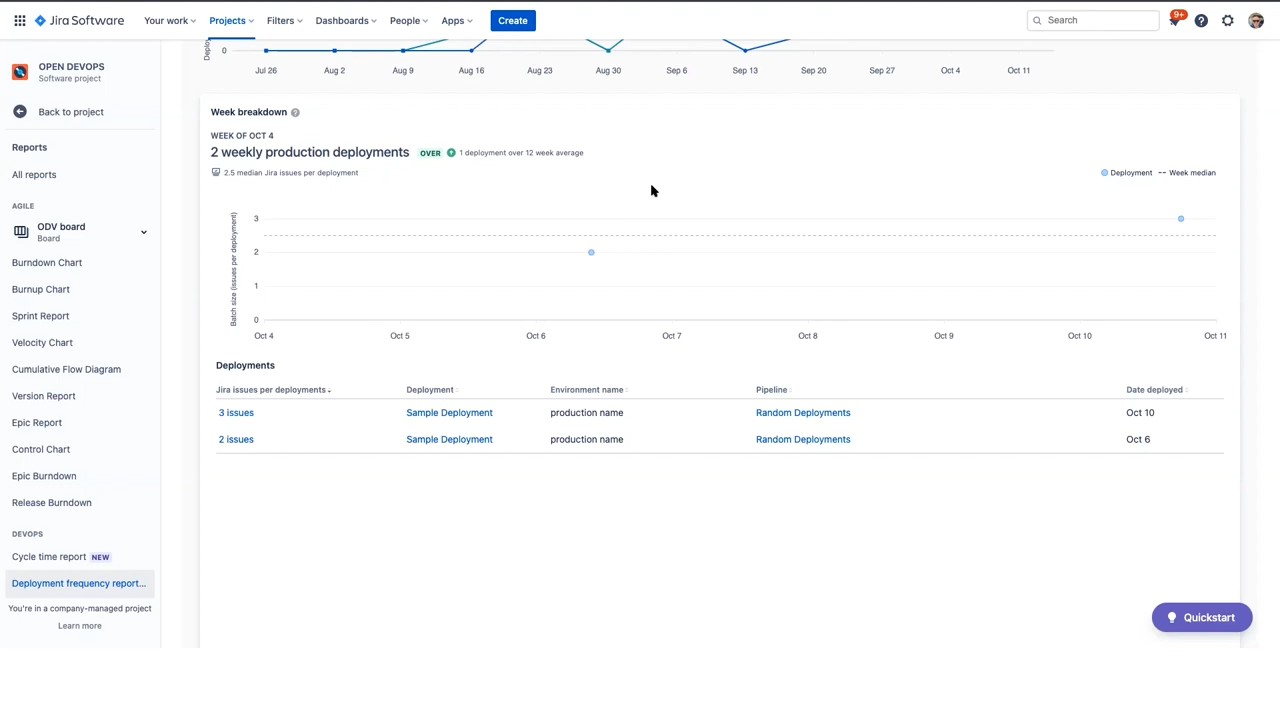 Jira Software Your work Projects Filters Dashboards People Apps Create Search 9+
OPEN DEVOPS
Software project
Back to project
Reports
All reports
AGILE
ODV board
Board
Burndown Chart
Burnup Chart
Sprint Report
Velocity Chart
Cumulative Flow Diagram
Version Report
Epic Report
Control Chart
Epic Burndown
Release Burndown
DEVOPS
Cycle time report NEW
Deployment frequency report...
You're in a company-managed project
Learn more
Deplo
0
Jul 26 Aug 2 Aug 9 Aug 16 Aug 23 Aug 30 Sep 6 Sep 13 Sep 20 Sep 27 Oct 4 Oct 11
Week breakdown ?
WEEK OF OCT 4
2 weekly production deployments OVER 1 deployment over 12 week average
2.5 median Jira issues per deployment
Deployment Week median
Batch size (issues per deployment)
3
2
1
0
Oct 4 Oct 5 Oct 6 Oct 7 Oct 8 Oct 9 Oct 10 Oct 11
Deployments
Jira issues per deployments Deployment Environment name Pipeline Date deployed
3 issues Sample Deployment production name Random Deployments Oct 10
2 issues Sample Deployment production name Random Deployments Oct 6
Quickstart